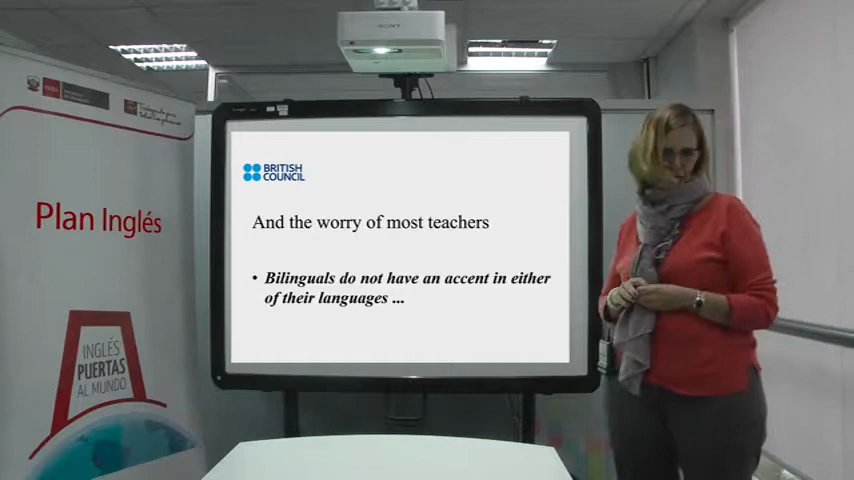 SONY
Plan Inglés
INGLÉS
PUERTAS
AL MUNDO
BRITISH
COUNCIL
And the worry of most teachers
• Bilinguals do not have an accent in either
of their languages ...